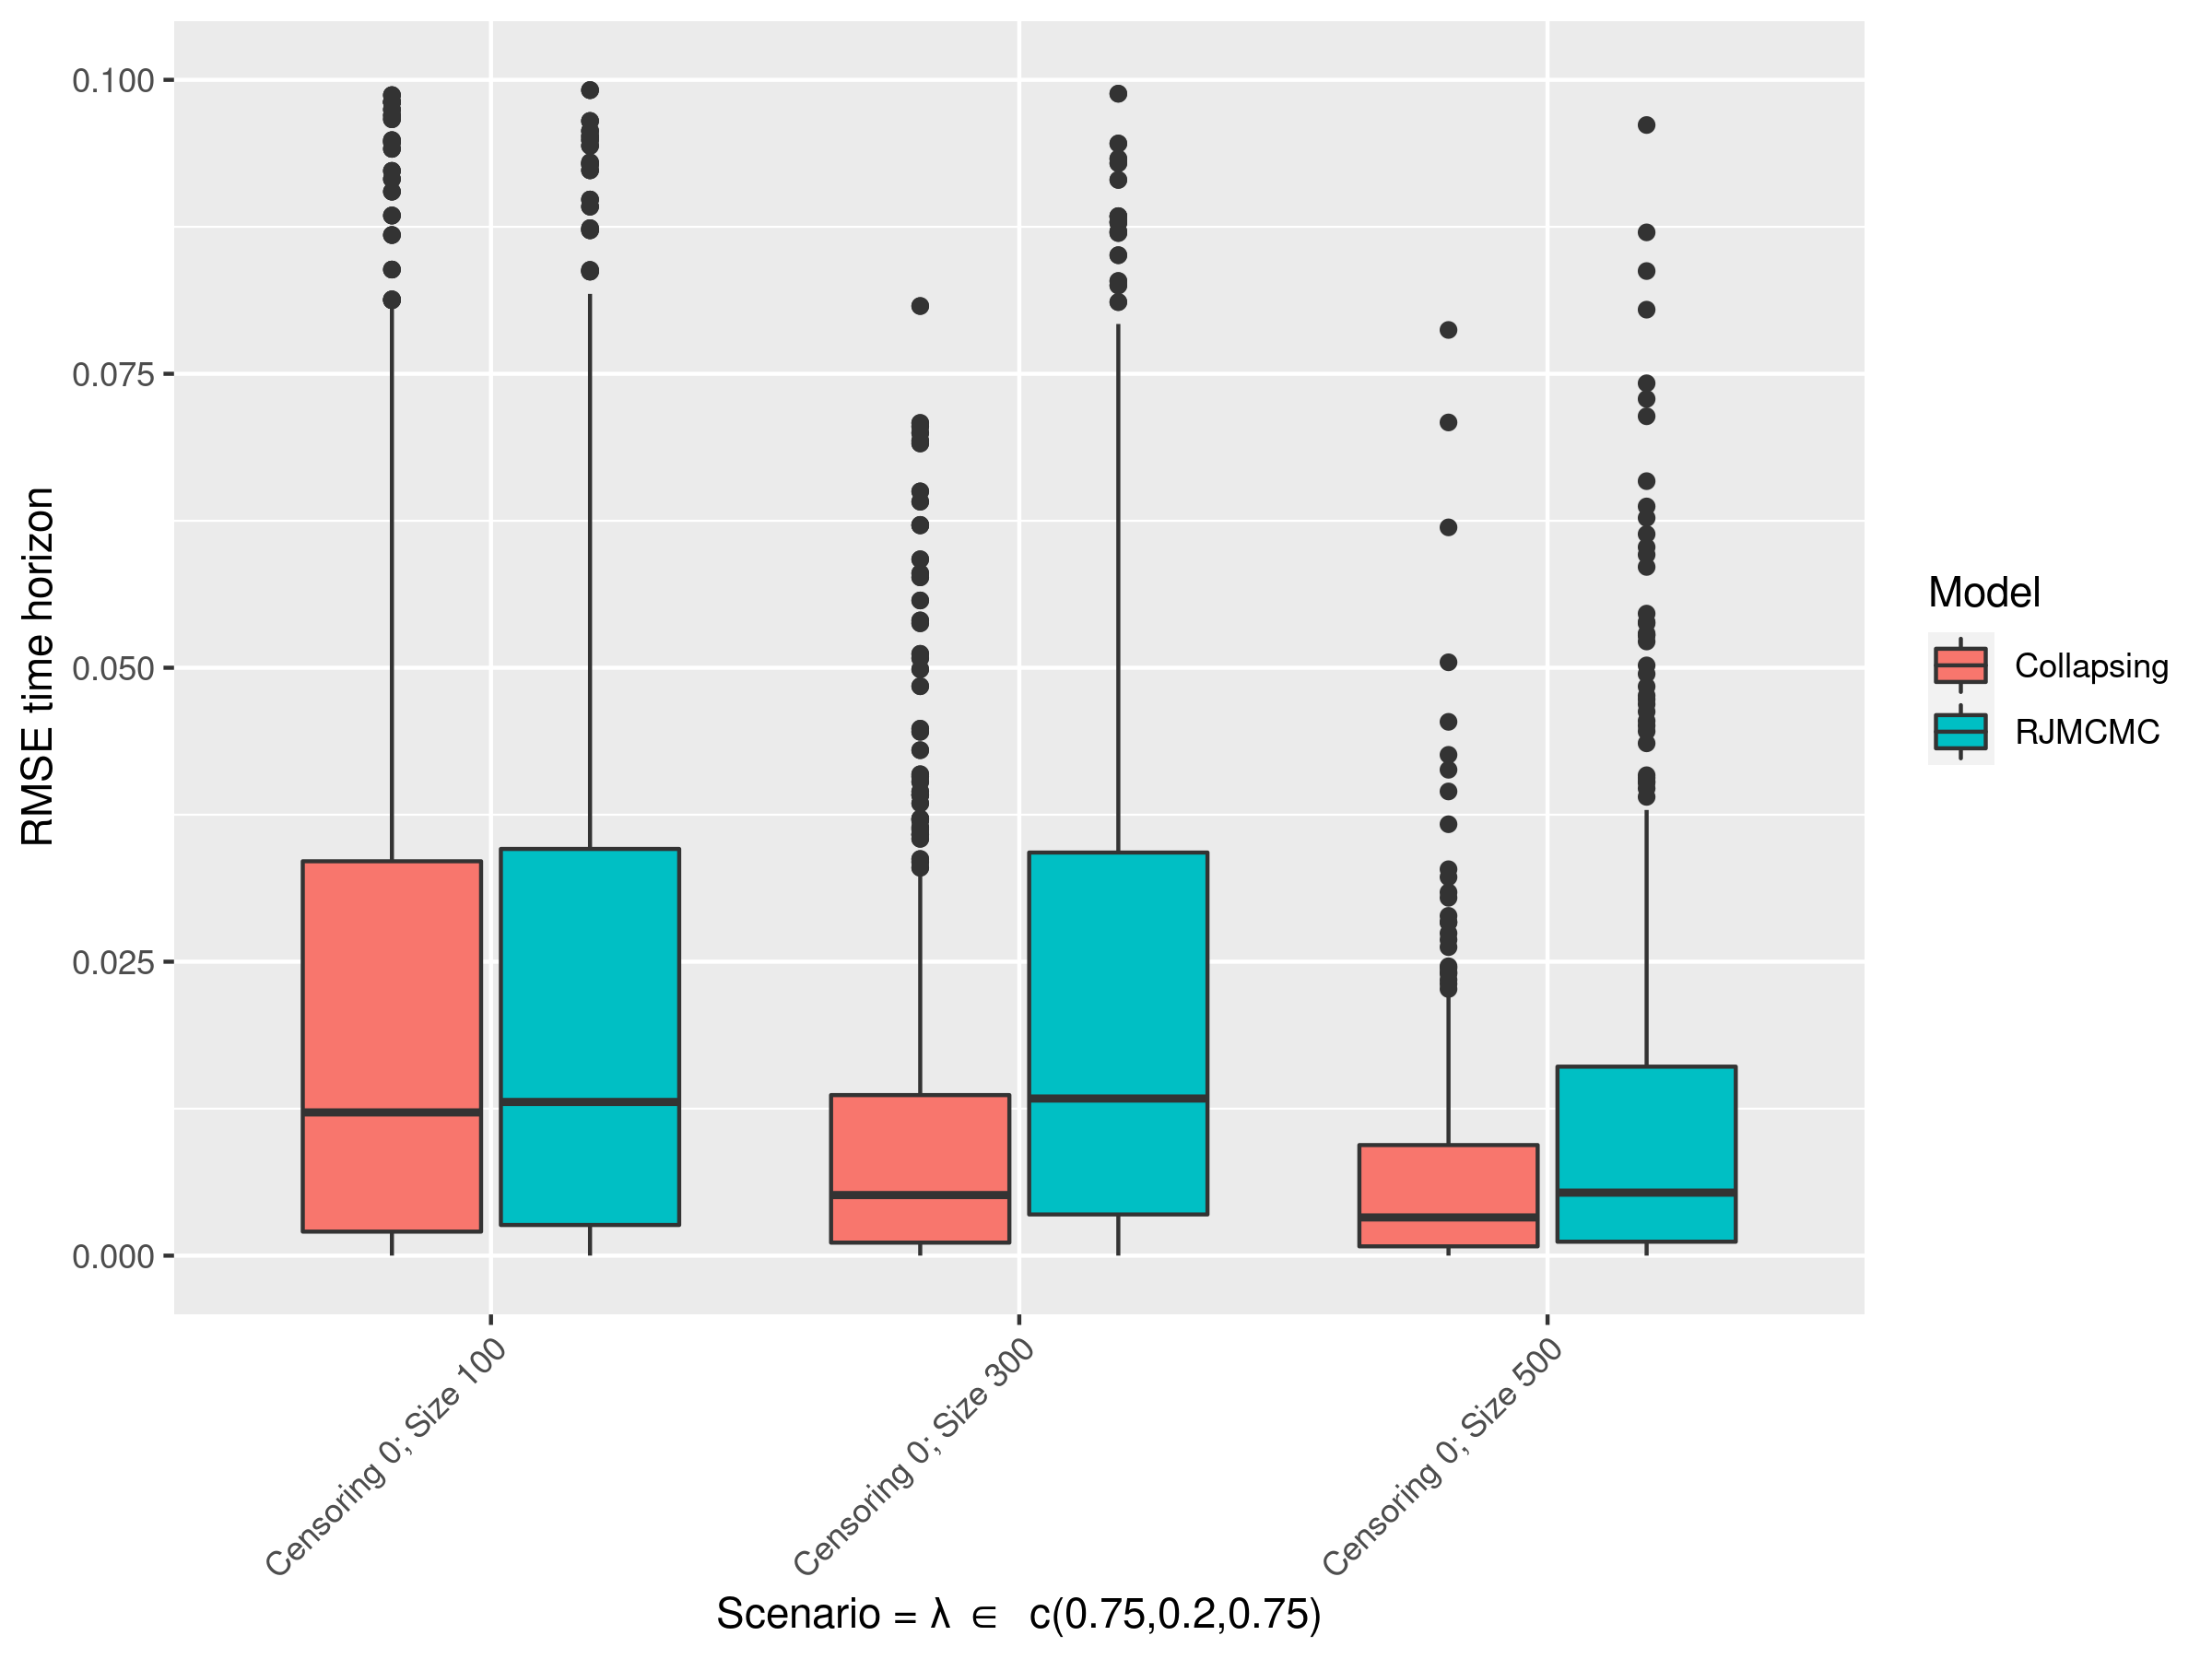 RMSE time horizon
0.100
0.075
0.050
0.025
0.000
Censoring 0; Size 100
Censoring 0; Size 300
Censoring 0; Size 500
Scenario = λ ∈ c(0.75,0.2,0.75)
Model
Collapsing
RJMCMC